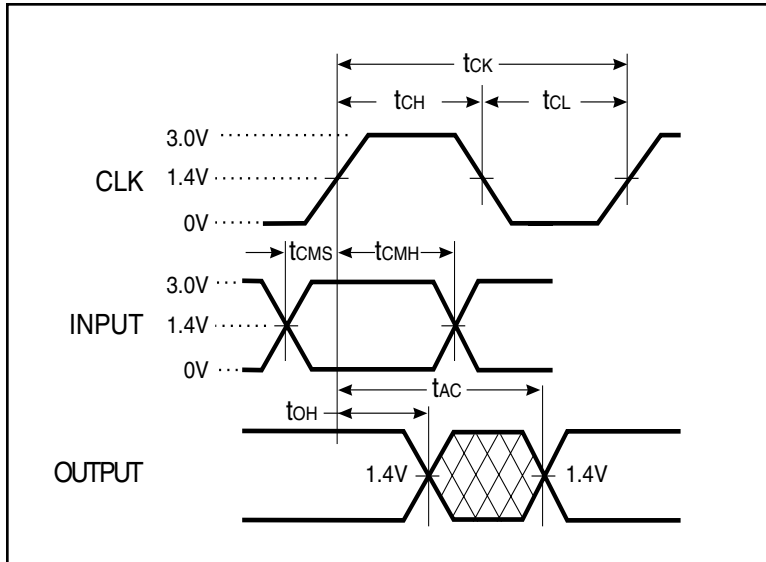 tCK
tCH tCL
3.0V
CLK 1.4V
0V
tCMS tCMH
3.0V
INPUT 1.4V
0V
tAC
tOH
OUTPUT 1.4V 1.4V